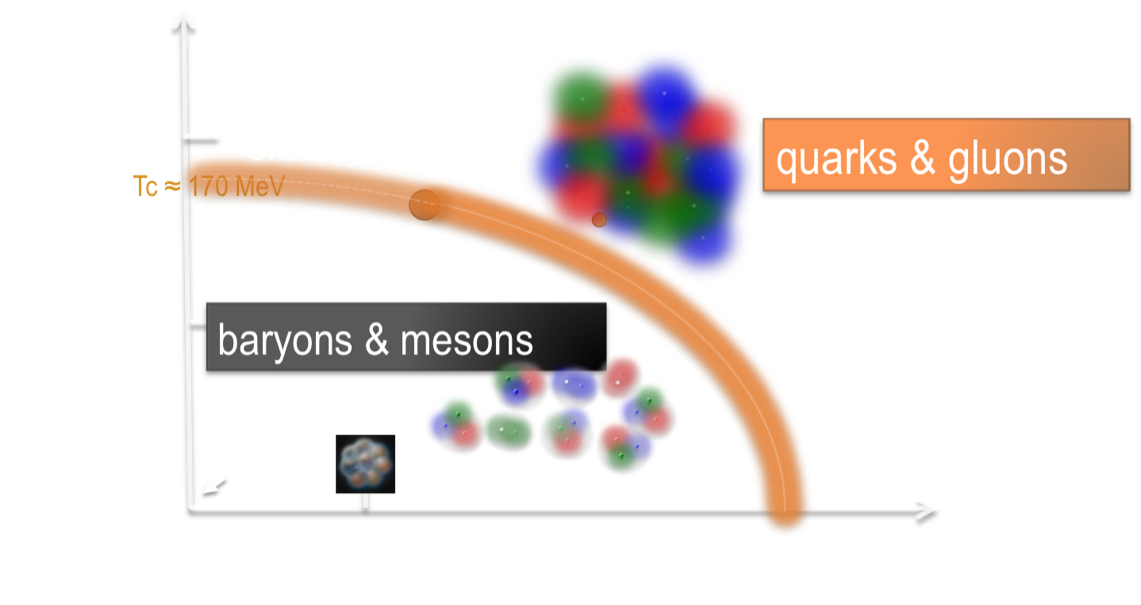 quarks & gluons
Tc ≈ 170 MeV
baryons & mesons